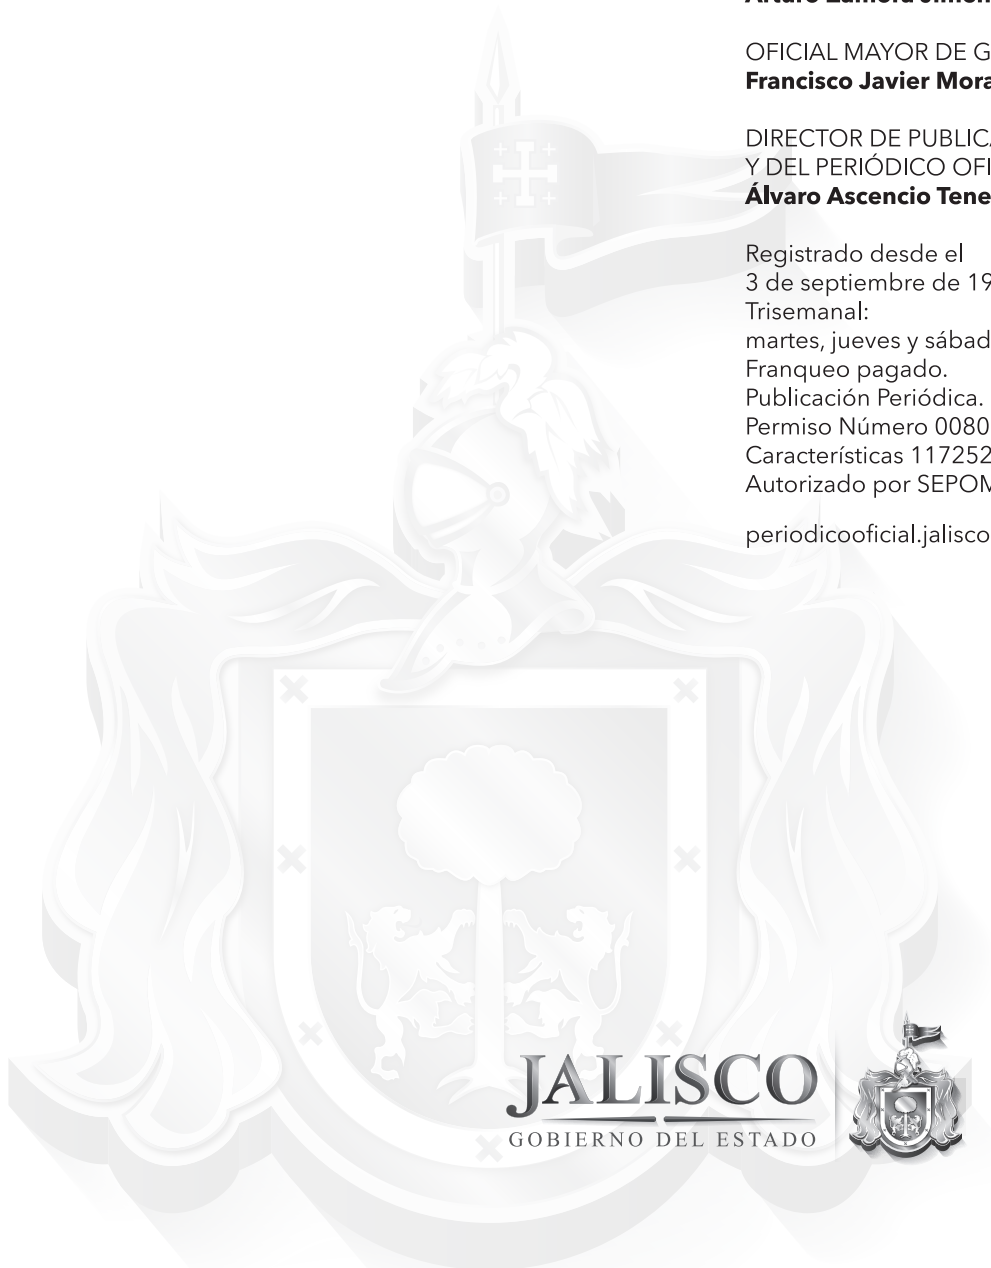 OFICIAL MAYOR DE G
Francisco Javier Mora
DIRECTOR DE PUBLICA
Y DEL PERIÓDICO OFI
Álvaro Ascencio Tene
Registrado desde el
3 de septiembre de 19
Trisemanal:
martes, jueves y sábad
Franqueo pagado.
Publicación Periódica.
Permiso Número 0080
Características 117252
Autorizado por SEPOM
periodicooficial.jalisco
JALISCO
GOBIERNO DEL ESTADO